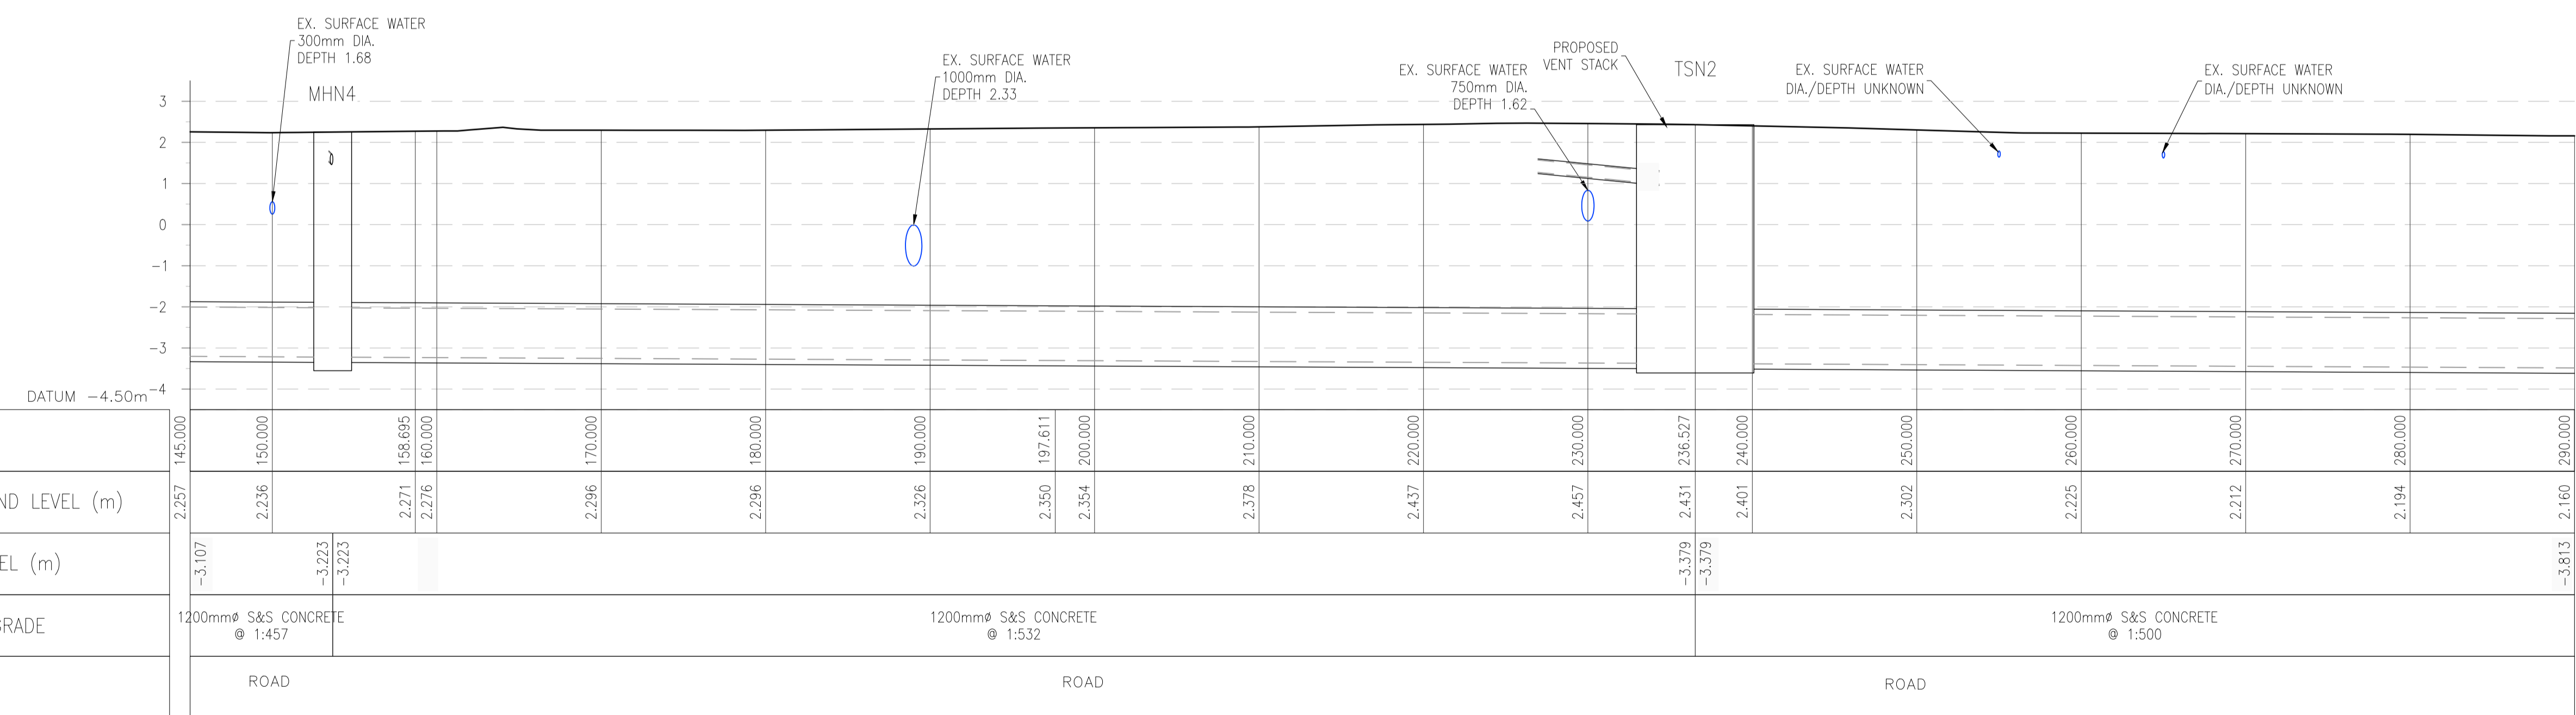 EX. SURFACE WATER
300mm DIA.
DEPTH 1.68
MHN4
EX. SURFACE WATER
1000mm DIA.
DEPTH 2.33
EX. SURFACE WATER
750mm DIA.
DEPTH 1.62
PROPOSED
VENT STACK
TSN2
EX. SURFACE WATER
DIA./DEPTH UNKNOWN
EX. SURFACE WATER
DIA./DEPTH UNKNOWN
3
2
1
0
-1
-2
-3
-4
DATUM -4.50m
145.000 150.000 158.695 160.000 170.000 180.000 190.000 197.611 200.000 210.000 220.000 230.000 236.527 240.000 250.000 260.000 270.000 280.000 290.000
ND LEVEL (m) 2.257 2.236 2.271 2.276 2.296 2.296 2.326 2.350 2.354 2.378 2.437 2.457 2.431 2.401 2.302 2.225 2.212 2.194 2.160
EL (m) -3.107 -3.223 -3.223 -3.379 -3.379 -3.813
GRADE
1200mmø S&S CONCRETE
@ 1:457
1200mmø S&S CONCRETE
@ 1:532
1200mmø S&S CONCRETE
@ 1:500
ROAD ROAD ROAD